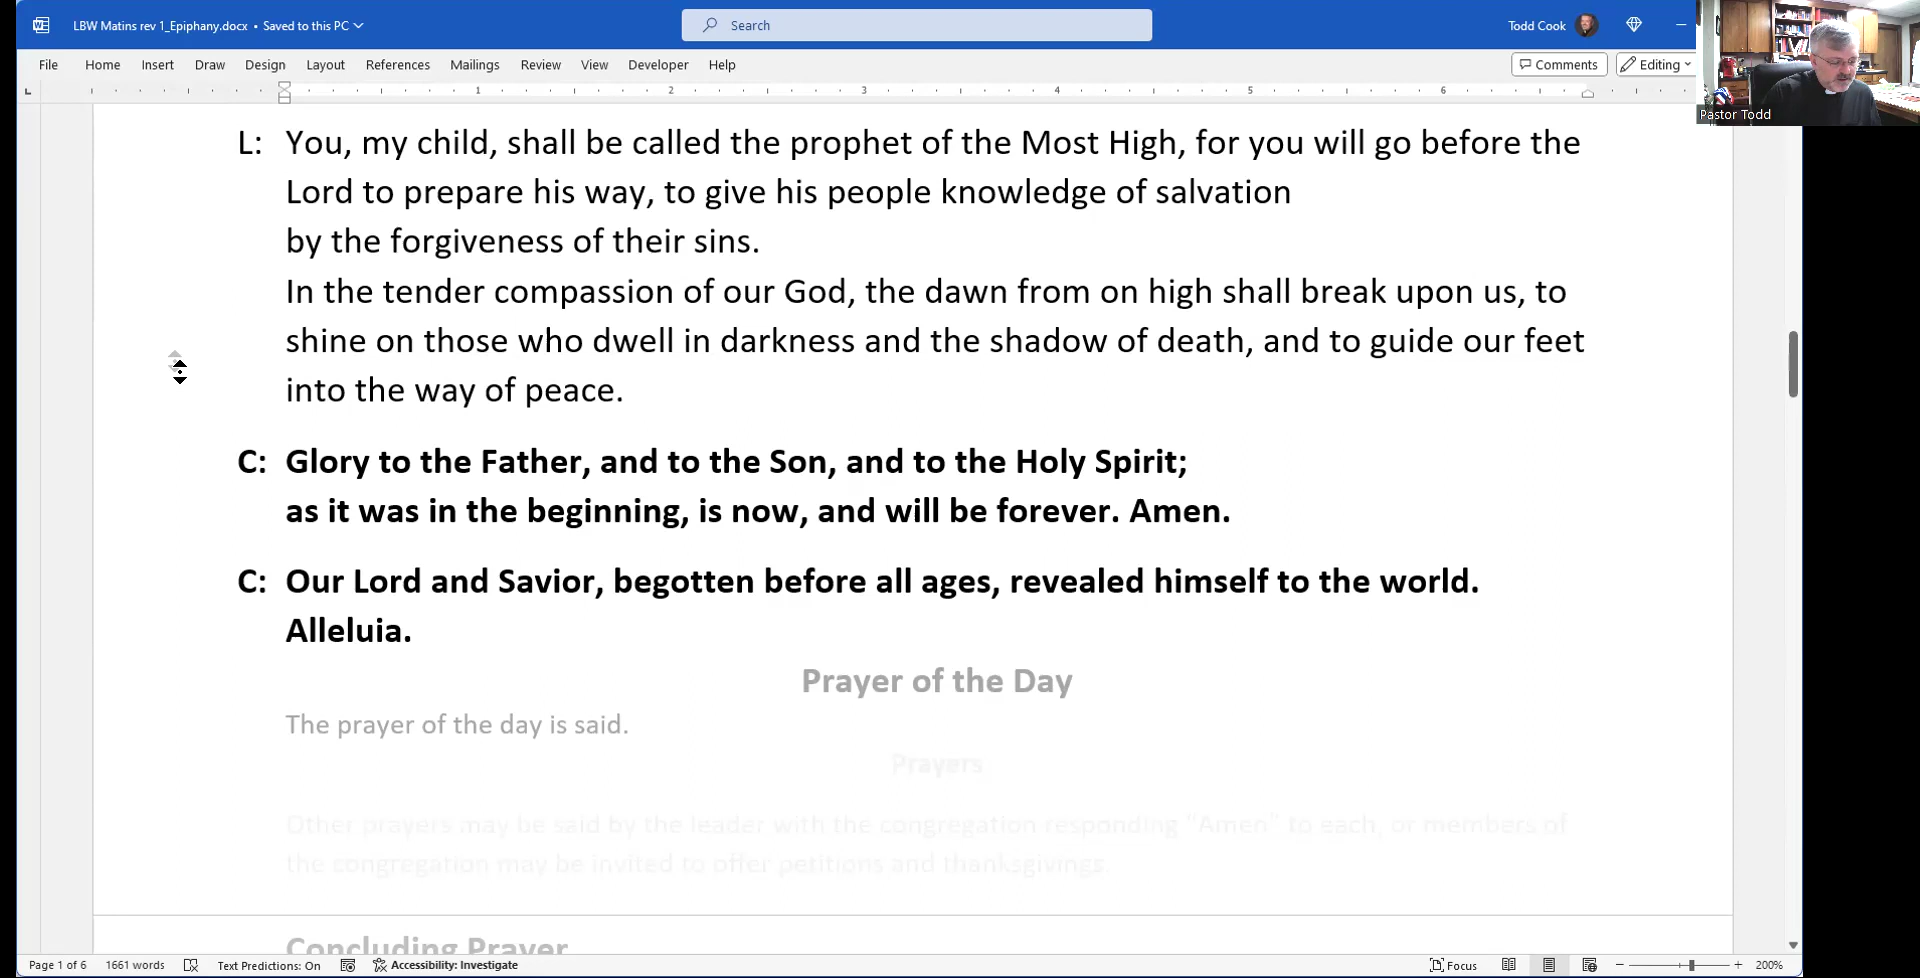 LBW Matins rev 1_Epiphany.docx • Saved to this PC
Search
Todd Cook
File Home Insert Draw Design Layout References Mailings Review View Developer Help
Comments Editing
Pastor Todd
1 2 3 4 5 6
L: You, my child, shall be called the prophet of the Most High, for you will go before the
Lord to prepare his way, to give his people knowledge of salvation
by the forgiveness of their sins.
In the tender compassion of our God, the dawn from on high shall break upon us, to
shine on those who dwell in darkness and the shadow of death, and to guide our feet
into the way of peace.
C: Glory to the Father, and to the Son, and to the Holy Spirit;
as it was in the beginning, is now, and will be forever. Amen.
C: Our Lord and Savior, begotten before all ages, revealed himself to the world.
Alleluia.
Prayer of the Day
The prayer of the day is said.
Prayers
Other prayers may be said by the leader with the congregation responding “Amen” to each, or members of
the congregation may be invited to offer petitions and thanksgivings.
Concluding Prayer
Page 1 of 6 1661 words Text Predictions: On Accessibility: Investigate Focus 200%